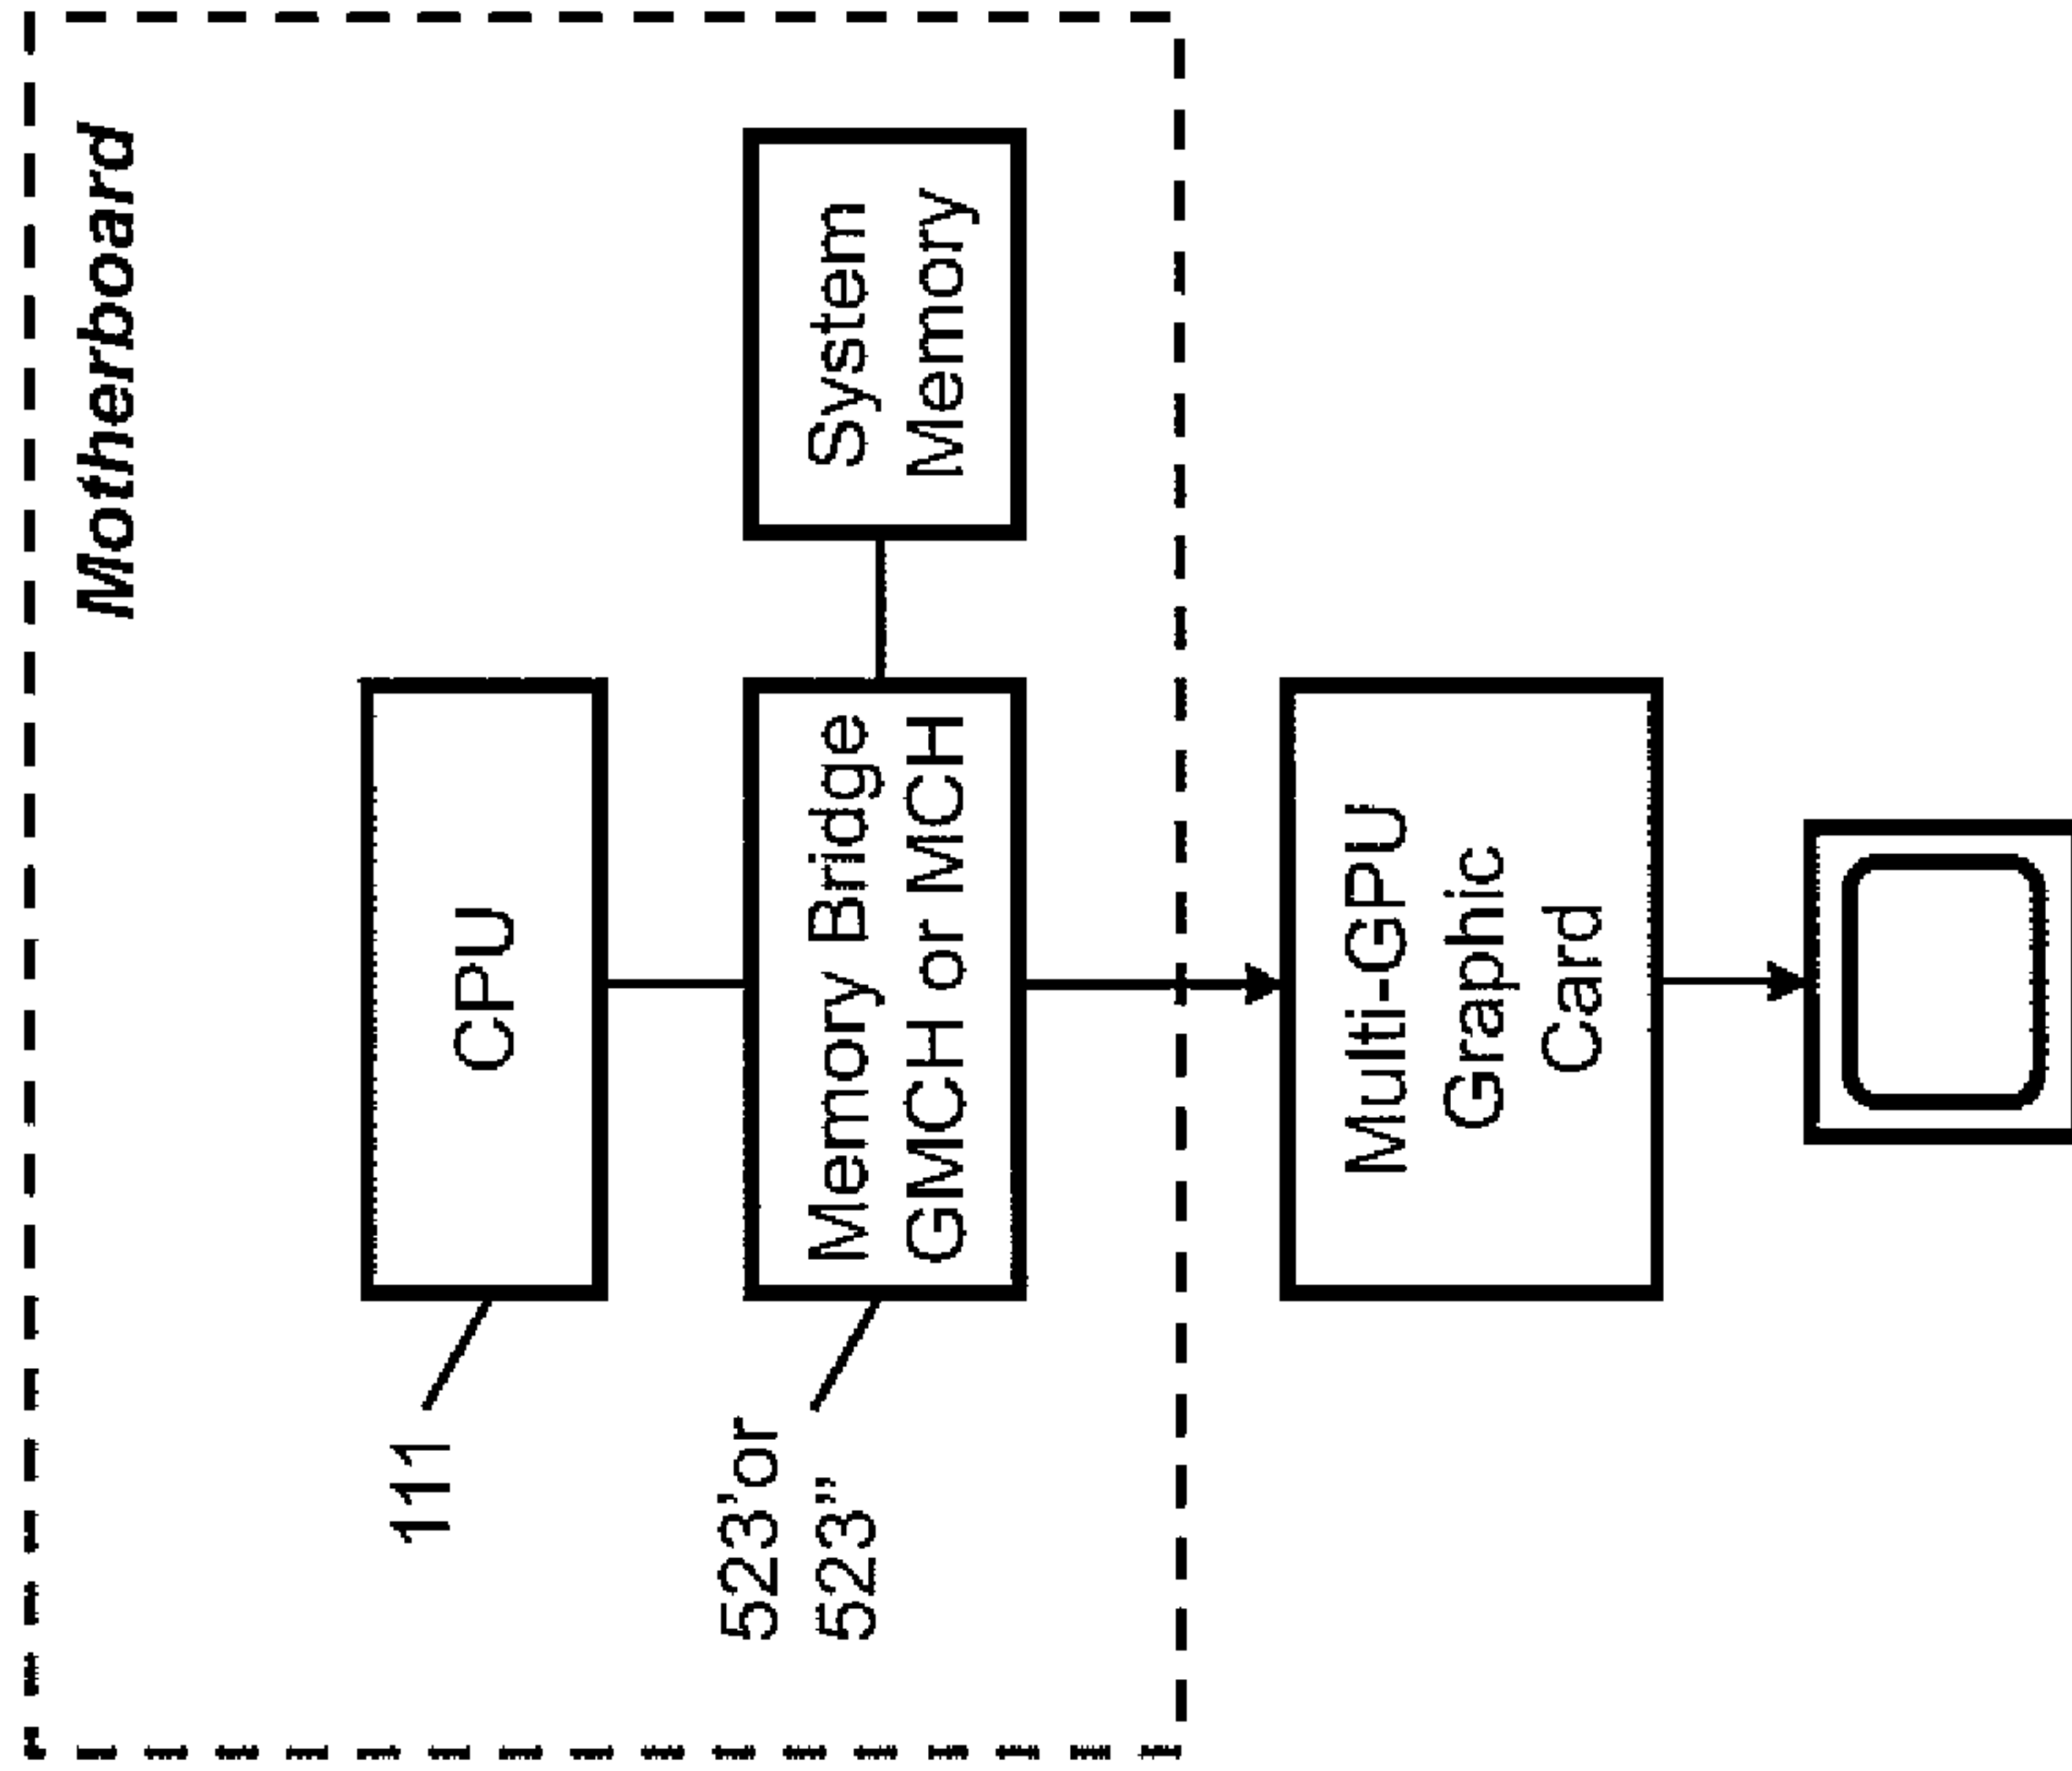 Motherboard
111
CPU
523'or
523”
Memory Bridge
GMCH or MCH
System
Memory
Multi-GPU
Graphic
Card